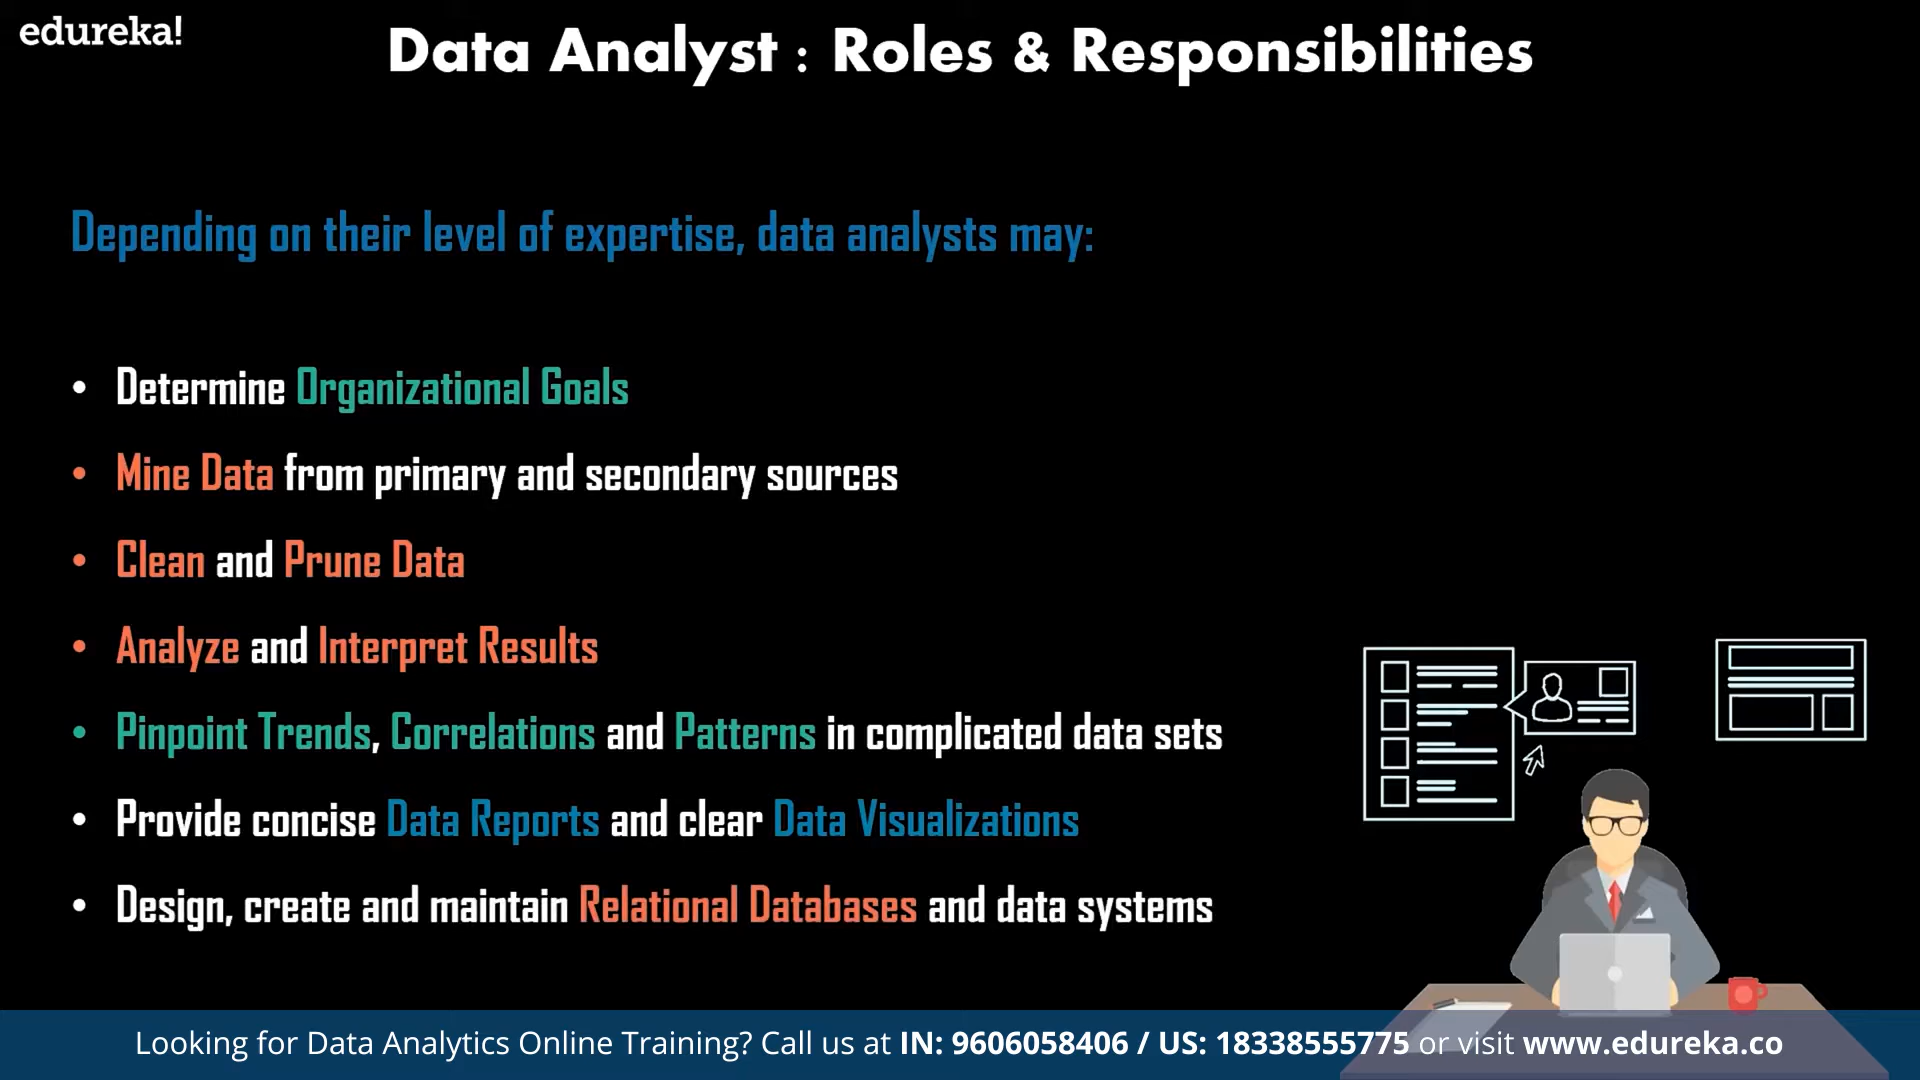 edureka!
Data Analyst : Roles & Responsibilities
Depending on their level of expertise, data analysts may:
• Determine Organizational Goals
• Mine Data from primary and secondary sources
• Clean and Prune Data
• Analyze and Interpret Results
• Pinpoint Trends, Correlations and Patterns in complicated data sets
• Provide concise Data Reports and clear Data Visualizations
• Design, create and maintain Relational Databases and data systems
Looking for Data Analytics Online Training? Call us at IN: 9606058406 / US: 18338555775 or visit www.edureka.co